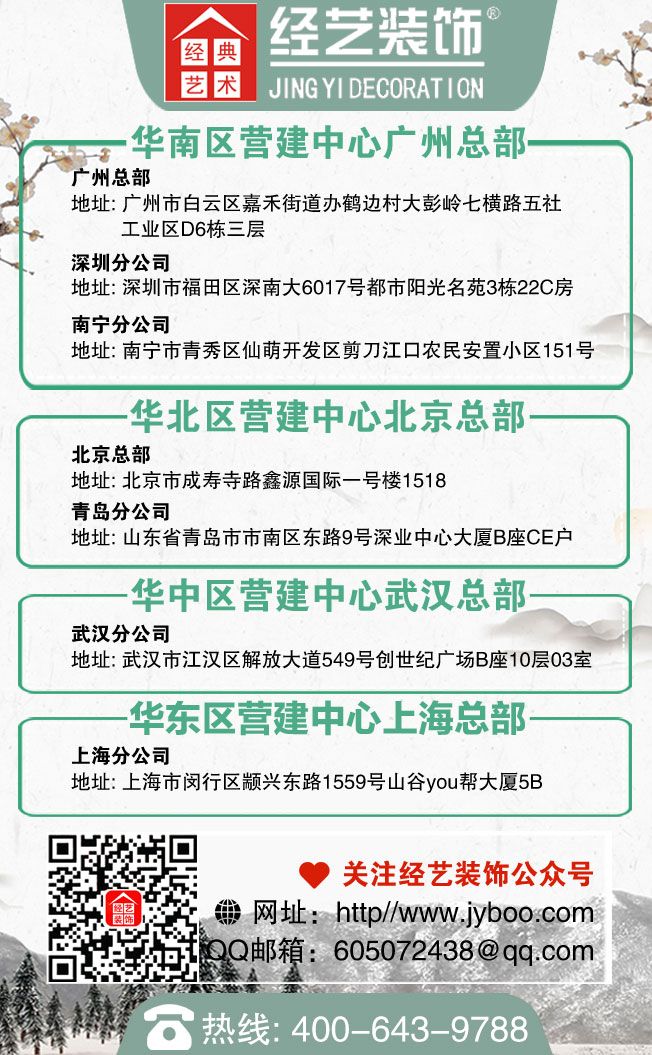 经典
艺术
经艺装饰®
JING YI DECORATION
华南区营建中心广州总部
广州总部
地址: 广州市白云区嘉禾街道办鹤边村大彭岭七横路五社
工业区D6栋三层
深圳分公司
地址: 深圳市福田区深南大6017号都市阳光名苑3栋22C房
南宁分公司
地址: 南宁市青秀区仙萌开发区剪刀江口农民安置小区151号
华北区营建中心北京总部
北京总部
地址: 北京市成寿寺路鑫源国际一号楼1518
青岛分公司
地址: 山东省青岛市市南区东路9号深业中心大厦B座CE户
华中区营建中心武汉总部
武汉分公司
地址: 武汉市江汉区解放大道549号创世纪广场B座10层03室
华东区营建中心上海总部
上海分公司
地址: 上海市闵行区颛兴东路1559号山谷you帮大厦5B
经艺
装饰
关注经艺装饰公众号
网址：http//www.jyboo.com
QQ邮箱：605072438@qq.com
热线: 400-643-9788